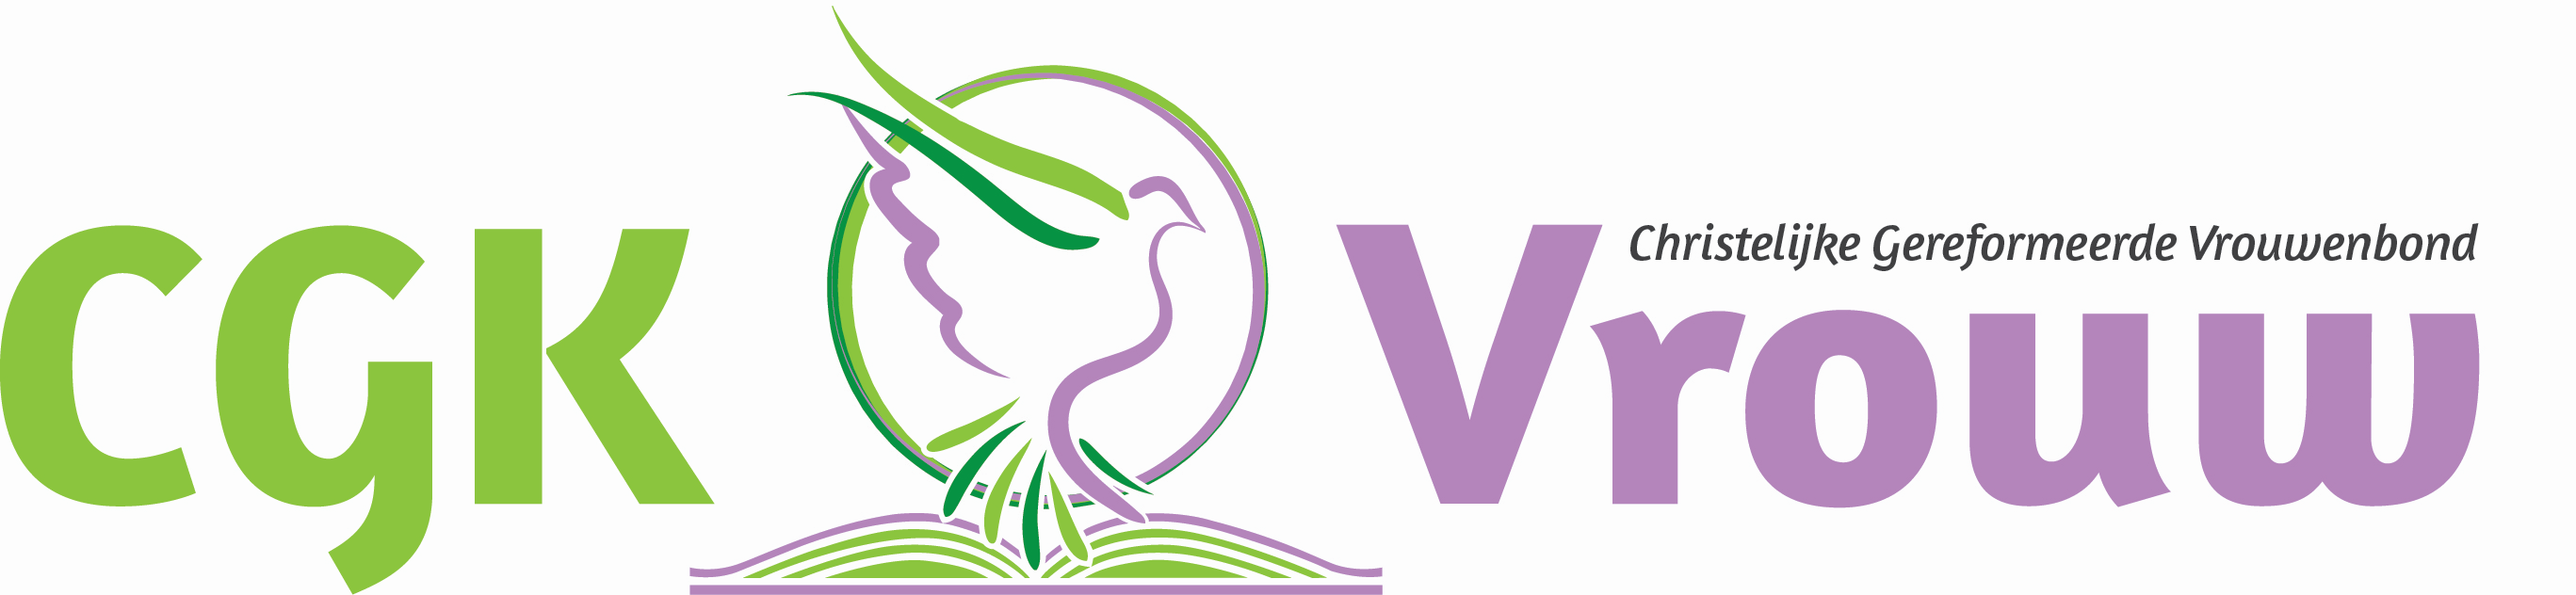 CGK Vrouw
Christelijke Gereformeerde Vrouwenbond